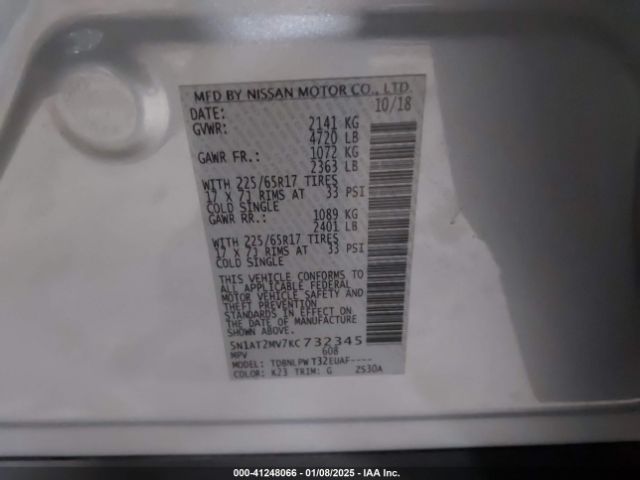 MFD BY NISSAN MOTOR CO., LTD.
DATE: 10/18
GVWR: 2141 KG
4720 LB
GAWR FR.: 1072 KG
2363 LB
WITH 225/65R17 TIRES
17 X 7J RIMS AT 33 PSI
COLD SINGLE
GAWR RR.: 1089 KG
2401 LB
WITH 225/65R17 TIRES
17 X 7J RIMS AT 33 PSI
COLD SINGLE
THIS VEHICLE CONFORMS TO
ALL APPLICABLE FEDERAL
MOTOR VEHICLE SAFETY AND
THEFT PREVENTION
STANDARDS IN EFFECT ON
THE DATE OF MANUFACTURE
SHOWN ABOVE.
5N1AT2MV7KC732345
MPV 608
MODEL: TDBNLPW T32EUAF----
COLOR: K23 TRIM: G ZS30A
000-41248066 - 01/08/2025 - IAA Inc.